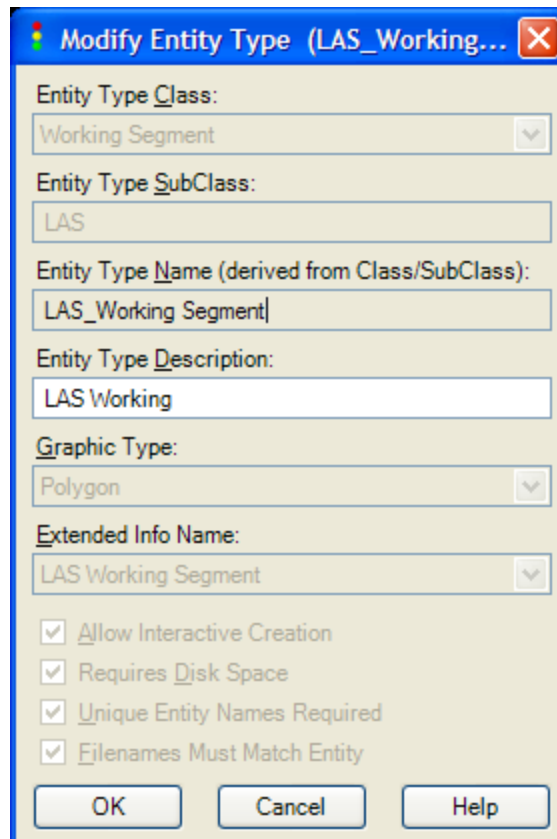 Modify Entity Type (LAS_Working...
Entity Type Class:
Working Segment
Entity Type SubClass:
LAS
Entity Type Name (derived from Class/SubClass):
LAS_Working Segment
Entity Type Description:
LAS Working
Graphic Type:
Polygon
Extended Info Name:
LAS Working Segment
Allow Interactive Creation
Requires Disk Space
Unique Entity Names Required
Filenames Must Match Entity
OK Cancel Help